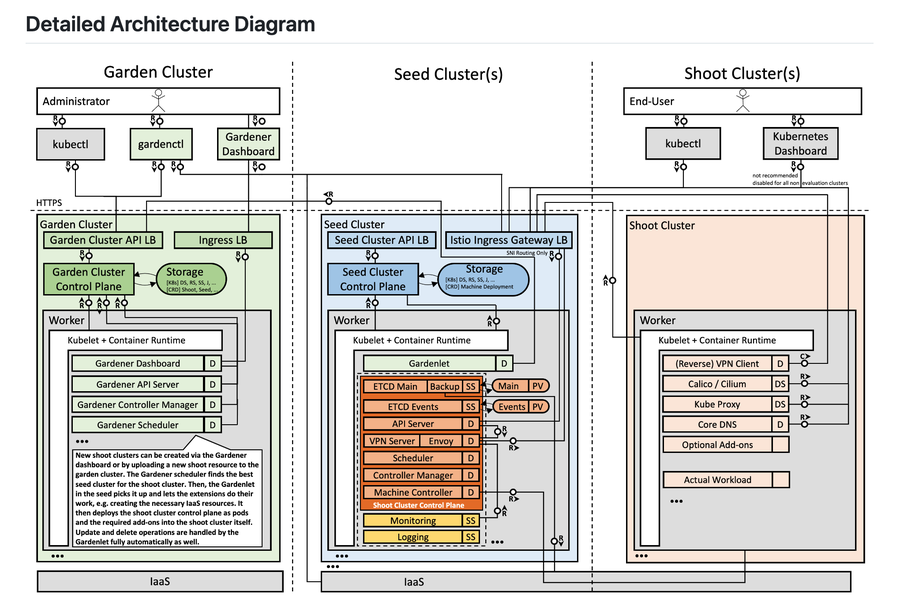 Detailed Architecture Diagram
Garden Cluster
Seed Cluster(s)
Shoot Cluster(s)
Administrator
End-User
R
R
R
R
R
kubectl
gardenctl
Gardener
Dashboard
kubectl
Kubernetes
Dashboard
R
R
R
R
R
not recommended
disabled for all non evaluation clusters
R
HTTPS
Garden Cluster
Garden Cluster API LB
Ingress LB
R
R
Garden Cluster
Control Plane
Storage
[K8s] DS, RS, SS, J, ...
[CRD] Shoot, Seed, ...
R
R
R
Worker
Kubelet + Container Runtime
Gardener Dashboard D
Gardener API Server D
Gardener Controller Manager D
Gardener Scheduler D
•••
New shoot clusters can be created via the Gardener
dashboard or by uploading a new shoot resource to the
garden cluster. The Gardener scheduler finds the best
seed cluster for the shoot cluster. Then, the Gardenlet
in the seed picks it up and lets the extensions do their
work, e.g. creating the necessary IaaS resources. It
then deploys the shoot cluster control plane as pods
and the required add-ons into the shoot cluster itself.
Update and delete operations are handled by the
Gardenlet fully automatically as well.
•••
IaaS
Seed Cluster
Seed Cluster API LB
Istio Ingress Gateway LB
SNI Routing Only
R
R
Seed Cluster
Control Plane
Storage
[K8s] DS, RS, SS, J, ...
[CRD] Machine Deployment
R
R
Worker
Kubelet + Container Runtime
Gardenlet D
ETCD Main Backup SS
Main PV
ETCD Events SS
Events PV
API Server D
R
VPN Server Envoy D
R
Scheduler D
Controller Manager D
Machine Controller D
R
Shoot Cluster Control Plane
R
Monitoring SS
Logging SS
•••
R
•••
•••
IaaS
Shoot Cluster
R
Worker
Kubelet + Container Runtime
(Reverse) VPN Client D
C
Calico / Cilium DS
R
Kube Proxy DS
R
Core DNS D
R
Optional Add-ons
Actual Workload
•••
•••